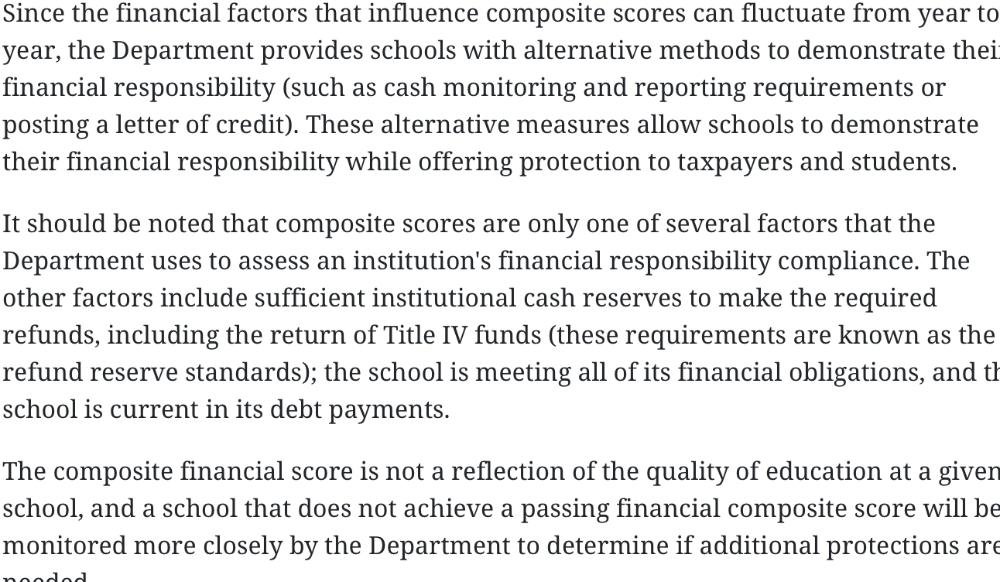 Since the financial factors that influence composite scores can fluctuate from year to
year, the Department provides schools with alternative methods to demonstrate their
financial responsibility (such as cash monitoring and reporting requirements or
posting a letter of credit). These alternative measures allow schools to demonstrate
their financial responsibility while offering protection to taxpayers and students.
It should be noted that composite scores are only one of several factors that the
Department uses to assess an institution's financial responsibility compliance. The
other factors include sufficient institutional cash reserves to make the required
refunds, including the return of Title IV funds (these requirements are known as the
refund reserve standards); the school is meeting all of its financial obligations, and th
school is current in its debt payments.
The composite financial score is not a reflection of the quality of education at a given
school, and a school that does not achieve a passing financial composite score will be
monitored more closely by the Department to determine if additional protections are
needed.